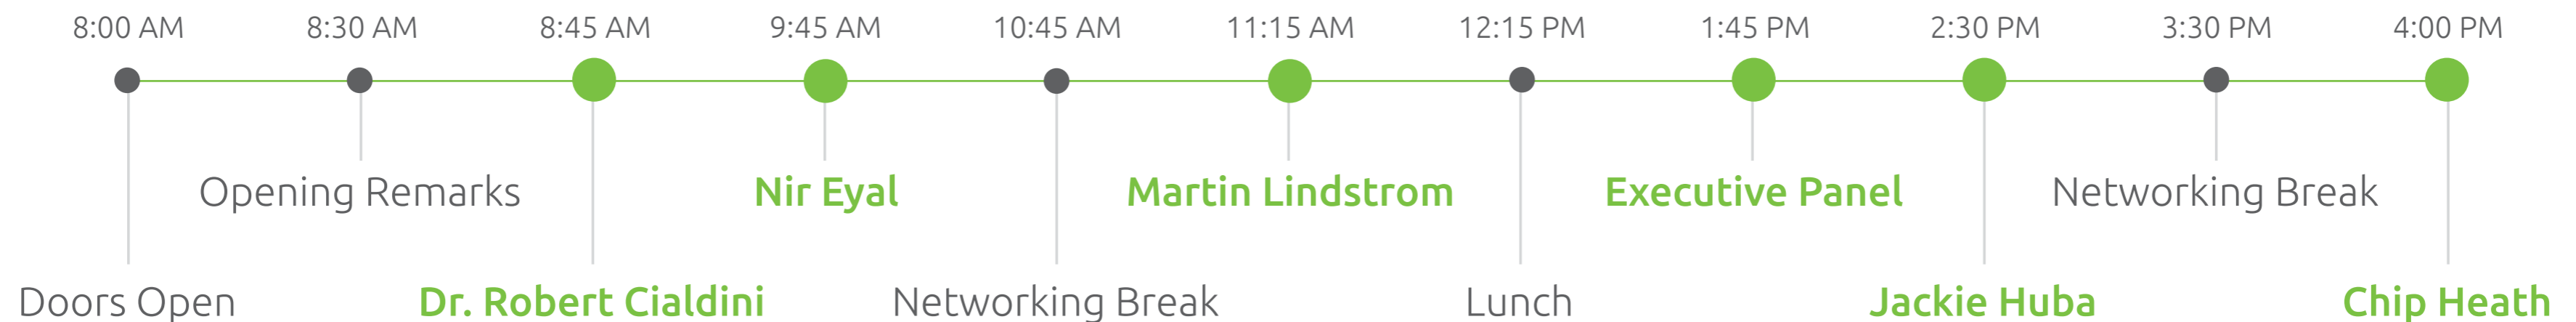 8:00 AM 8:30 AM 8:45 AM 9:45 AM 10:45 AM 11:15 AM 12:15 PM 1:45 PM 2:30 PM 3:30 PM 4:00 PM
Opening Remarks Nir Eyal Martin Lindstrom Executive Panel Networking Break
Doors Open Dr. Robert Cialdini Networking Break Lunch Jackie Huba Chip Heath